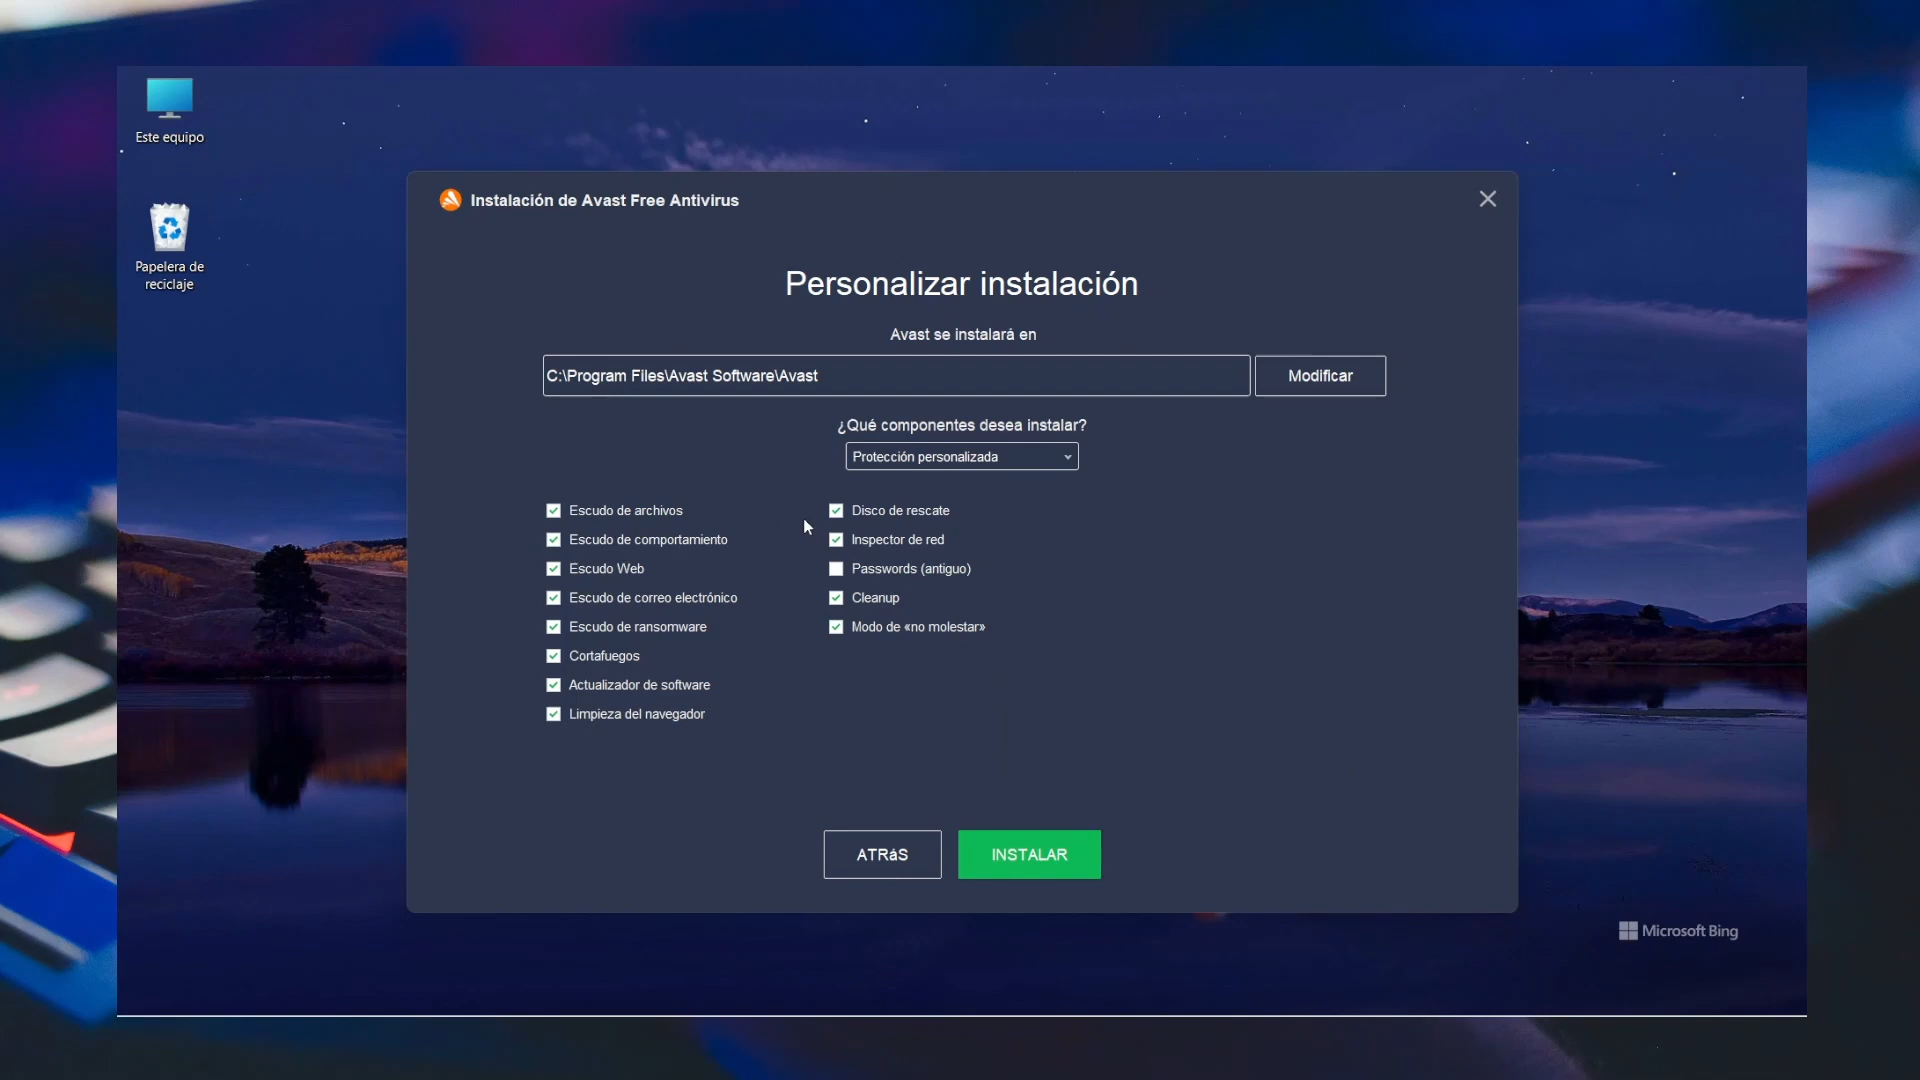 Este equipo
Papelera de
reciclaje
Instalación de Avast Free Antivirus
Personalizar instalación
Avast se instalará en
C:\Program Files\Avast Software\Avast
Modificar
¿Qué componentes desea instalar?
Protección personalizada
Escudo de archivos
Escudo de comportamiento
Escudo Web
Escudo de correo electrónico
Escudo de ransomware
Cortafuegos
Actualizador de software
Limpieza del navegador
Disco de rescate
Inspector de red
Passwords (antiguo)
Cleanup
Modo de «no molestar»
ATRáS
INSTALAR
Microsoft Bing